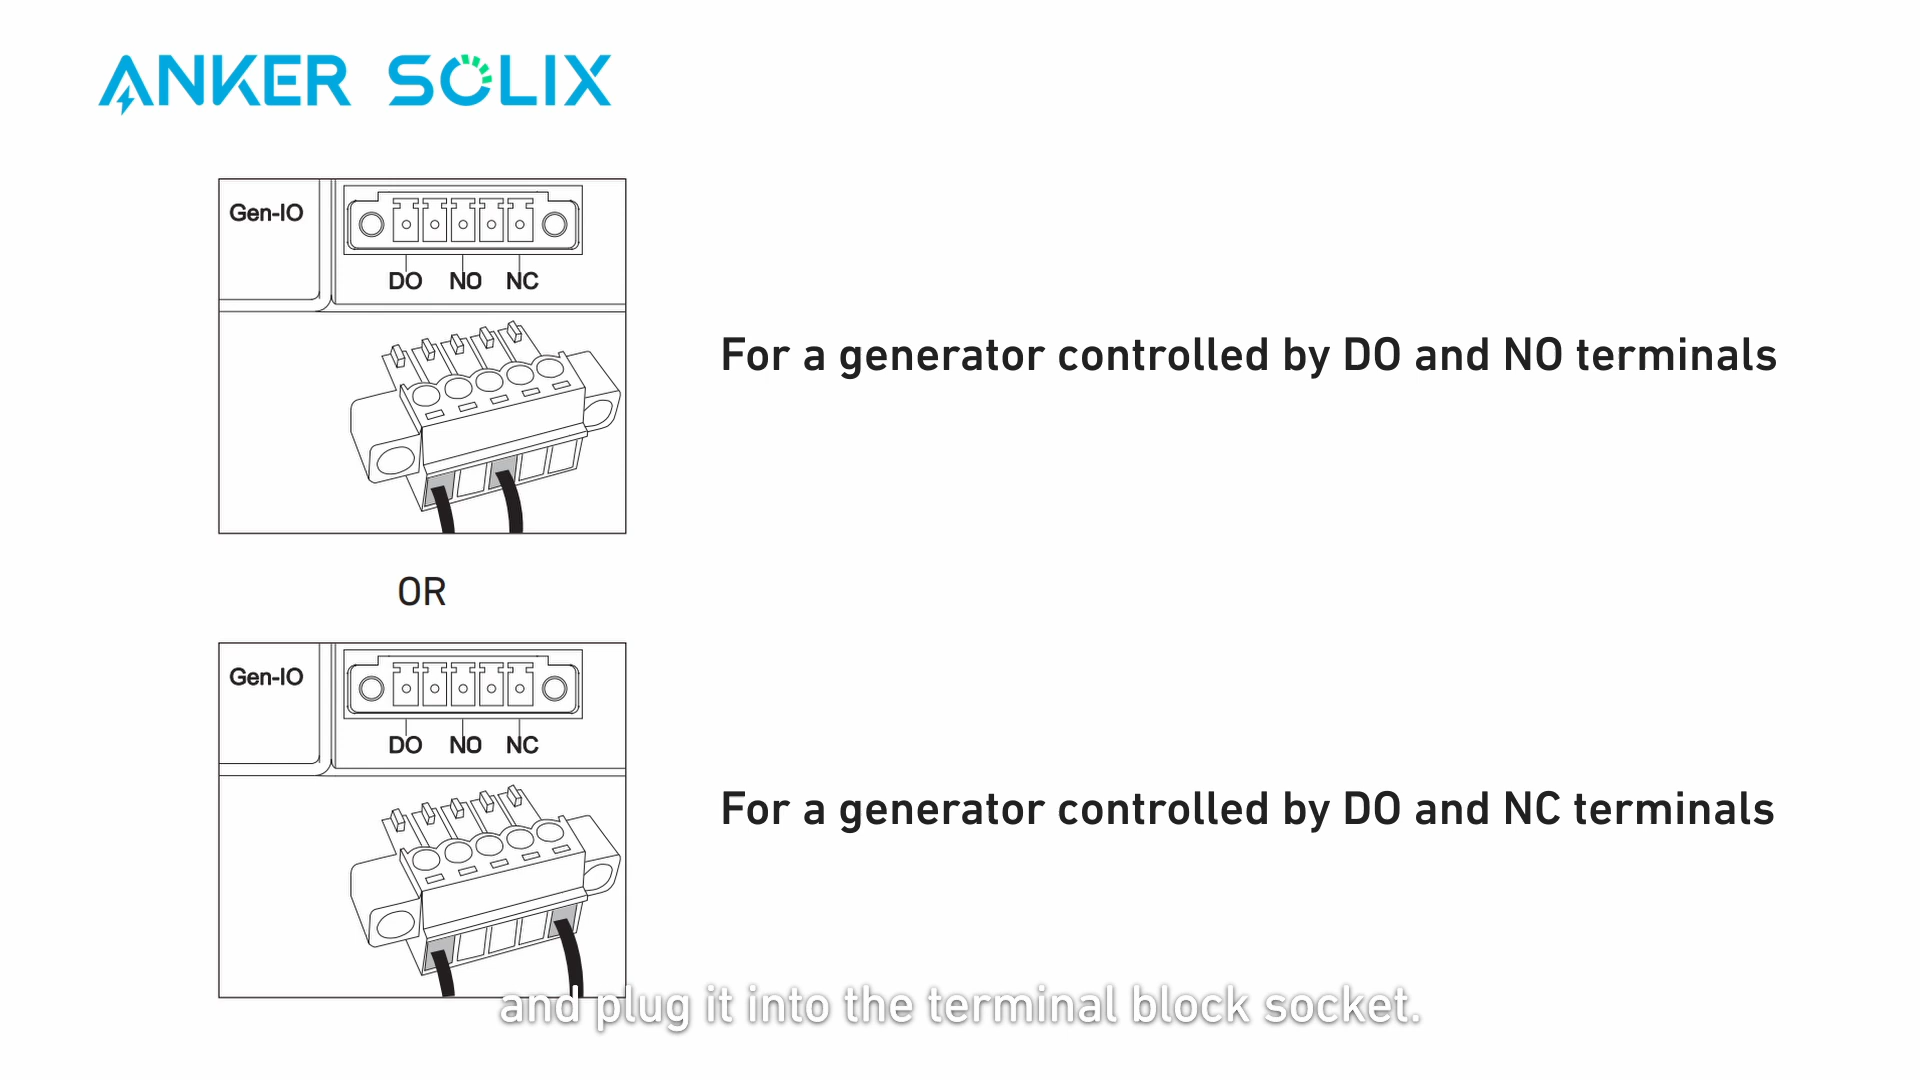 ANKER SOLIX
Gen-IO
DO NO NC
For a generator controlled by DO and NO terminals
OR
Gen-IO
DO NO NC
For a generator controlled by DO and NC terminals
and plug it into the terminal block socket.